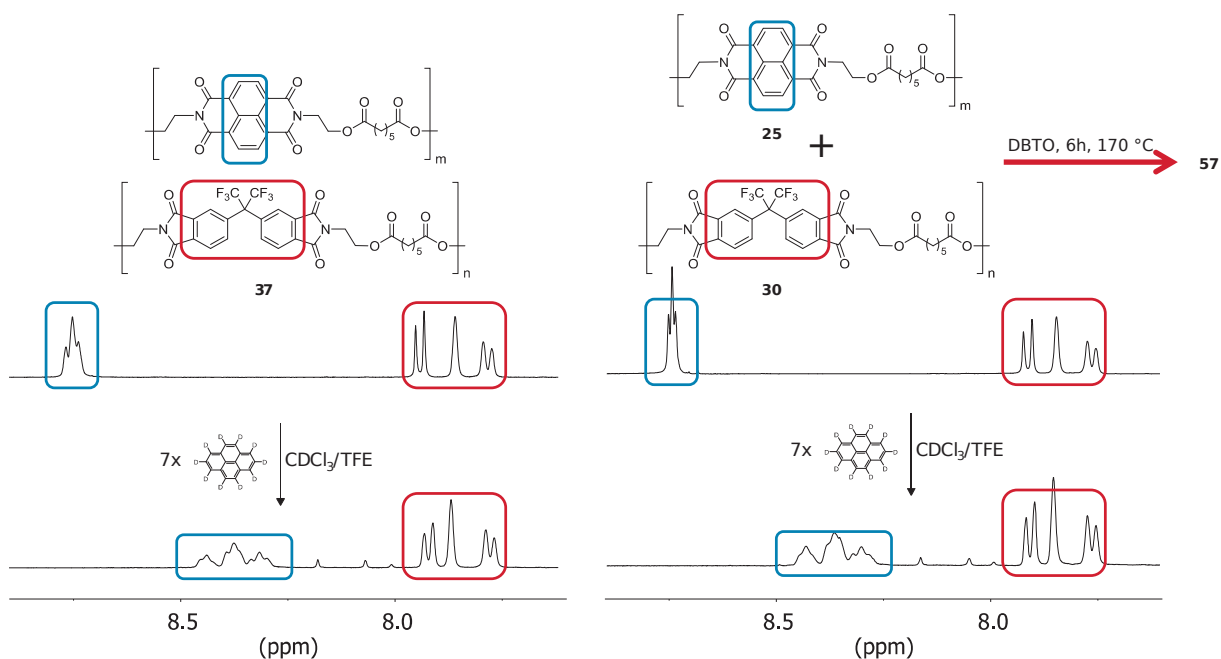 O O O O
N N O O
5
O O m
37
F₃C CF₃
O O O O
N N O O
5
O O n
25
O O O O
N N O O
5
O O m
+
30
F₃C CF₃
O O O O
N N O O
5
O O n
DBTO, 6h, 170 °C
57
7x
D D D D D D D D D D
CDCl₃/TFE
7x
D D D D D D D D D D
CDCl₃/TFE
8.5 8.0
(ppm)
8.5 8.0
(ppm)